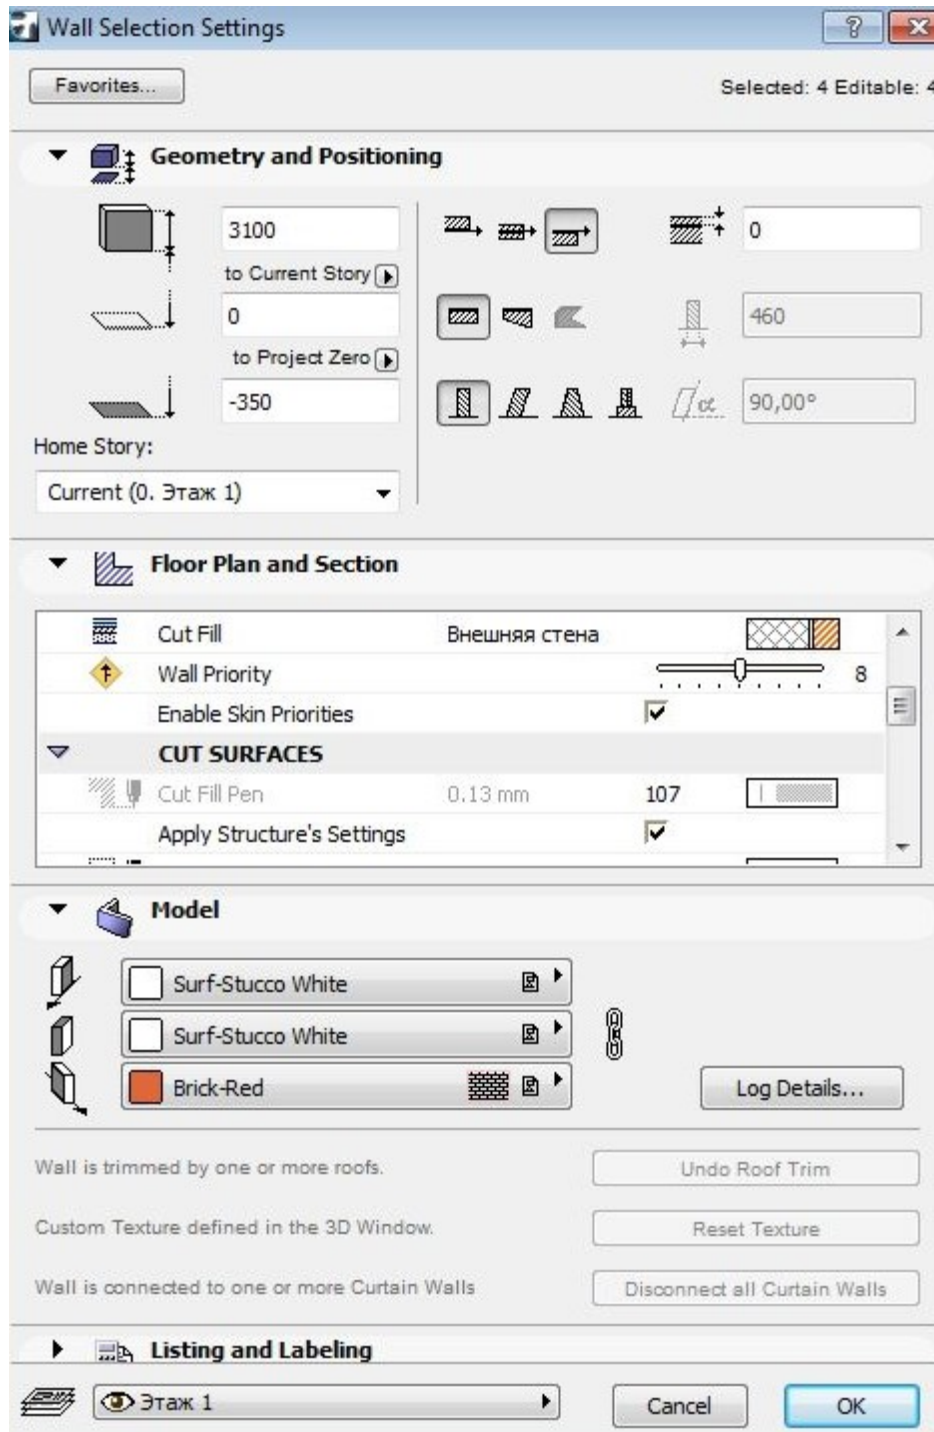 Wall Selection Settings
Favorites...
Selected: 4 Editable: 4
Geometry and Positioning
3100
0
to Current Story
0
460
to Project Zero
-350
90,00°
Home Story:
Current (0. Этаж 1)
Floor Plan and Section
Cut Fill Внешняя стена
Wall Priority 8
Enable Skin Priorities
CUT SURFACES
Cut Fill Pen 0.13 mm 107
Apply Structure's Settings
Model
Surf-Stucco White
Surf-Stucco White
Brick-Red
Log Details...
Wall is trimmed by one or more roofs. Undo Roof Trim
Custom Texture defined in the 3D Window. Reset Texture
Wall is connected to one or more Curtain Walls Disconnect all Curtain Walls
Listing and Labeling
Этаж 1 Cancel OK